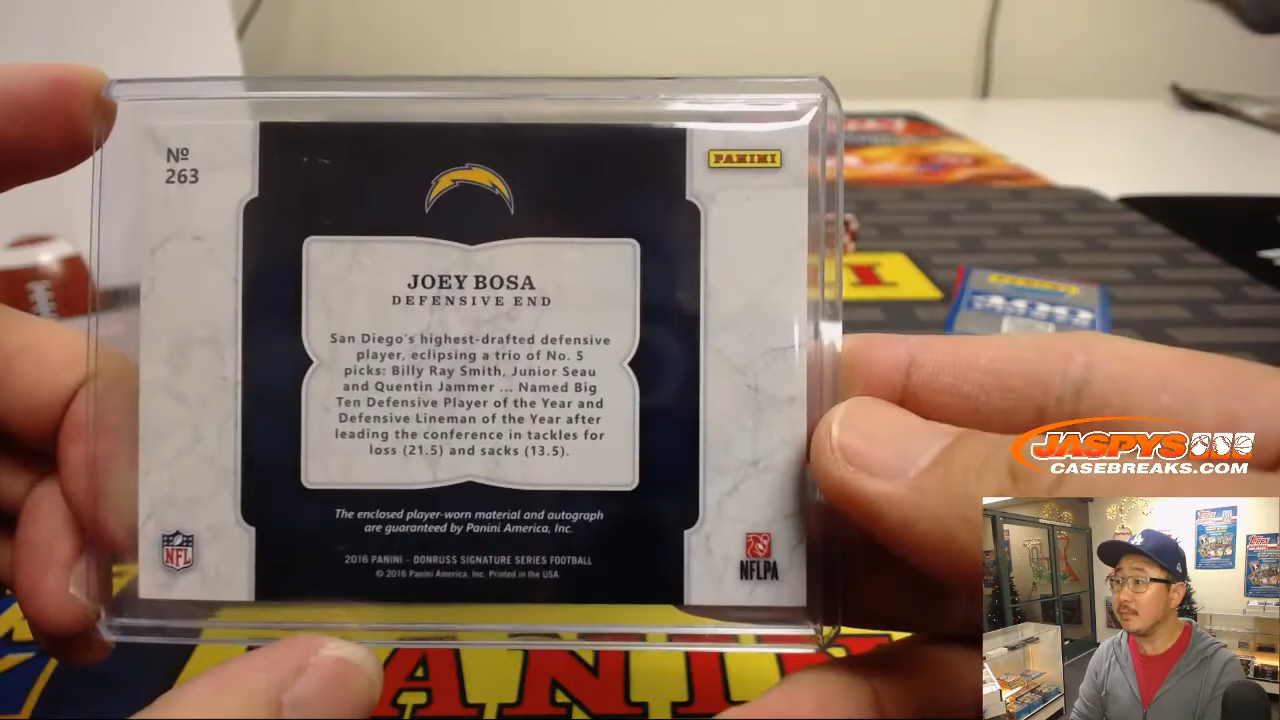 Nº
263
PANINI
JOEY BOSA
DEFENSIVE END
San Diego's highest-drafted defensive
player, eclipsing a trio of No. 5
picks: Billy Ray Smith, Junior Seau
and Quentin Jammer ... Named Big
Ten Defensive Player of the Year and
Defensive Lineman of the Year after
leading the conference in tackles for
loss (21.5) and sacks (13.5).
The enclosed player-worn material and autograph
are guaranteed by Panini America, Inc.
2016 PANINI - DONRUSS SIGNATURE SERIES FOOTBALL
© 2016 Panini America, Inc. Printed in the USA.
NFL
NFLPA
JASPYS
CASEBREAKS.COM
PANINI
Topps
Topps